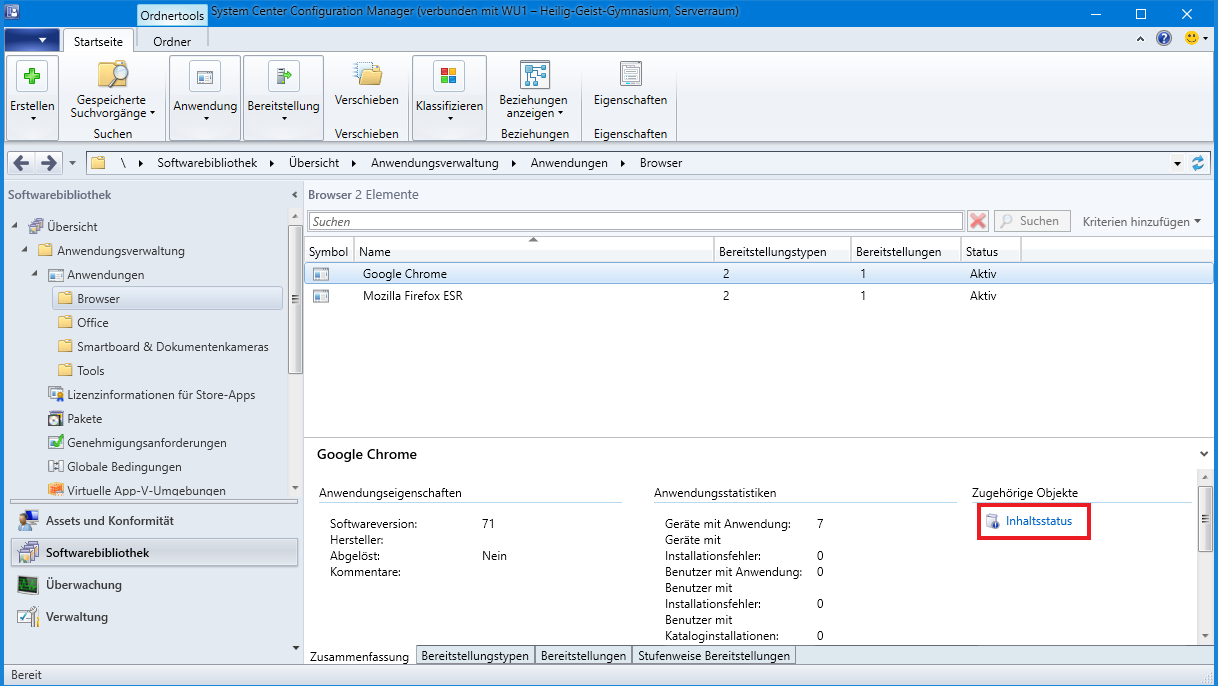 Ordnertools
System Center Configuration Manager (verbunden mit WU1 – Heilig-Geist-Gymnasium, Serverraum)
Startseite
Ordner
Erstellen
Gespeicherte
Suchvorgänge
Suchen
Anwendung
Bereitstellung
Verschieben
Verschieben
Klassifizieren
Beziehungen
anzeigen
Beziehungen
Eigenschaften
Eigenschaften
\ Softwarebibliothek Übersicht Anwendungsverwaltung Anwendungen Browser
Softwarebibliothek
Übersicht
Anwendungsverwaltung
Anwendungen
Browser
Office
Smartboard & Dokumentenkameras
Tools
Lizenzinformationen für Store-Apps
Pakete
Genehmigungsanforderungen
Globale Bedingungen
Virtuelle App-V-Umgebungen
Assets und Konformität
Softwarebibliothek
Überwachung
Verwaltung
Browser 2 Elemente
Suchen
Suchen
Kriterien hinzufügen
Symbol Name Bereitstellungstypen Bereitstellungen Status
Google Chrome 2 1 Aktiv
Mozilla Firefox ESR 2 1 Aktiv
Google Chrome
Anwendungseigenschaften
Softwareversion: 71
Hersteller:
Abgelöst: Nein
Kommentare:
Anwendungsstatistiken
Geräte mit Anwendung: 7
Geräte mit
Installationsfehler: 0
Benutzer mit Anwendung: 0
Benutzer mit
Installationsfehler: 0
Benutzer mit
Kataloginstallationen: 0
Zugehörige Objekte
Inhaltsstatus
Zusammenfassung Bereitstellungstypen Bereitstellungen Stufenweise Bereitstellungen
Bereit